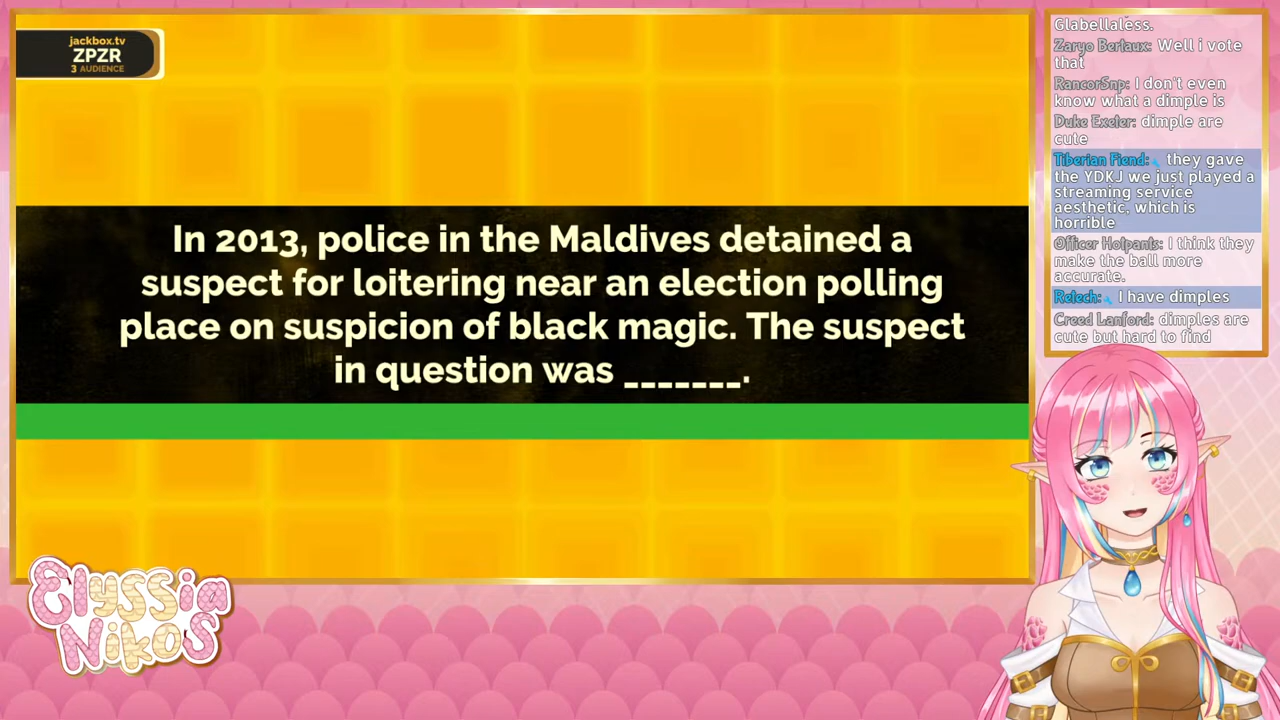 jackbox.tv
ZPZR
3 AUDIENCE
In 2013, police in the Maldives detained a
suspect for loitering near an election polling
place on suspicion of black magic. The suspect
in question was _______.
Glabellaless.
Zaryo Berlaux: Well i vote
that
RancorSnp: I don't even
know what a dimple is
Duke Exeler: dimple are
cute
Tiberian Fiend: they gave
the YDKJ we just played a
streaming service
aesthetic, which is
horrible
Officer Hotpants: I think they
make the ball more
accurate.
Relech: I have dimples
Creed Lanford: dimples are
cute but hard to find
Elyssia
Nikos